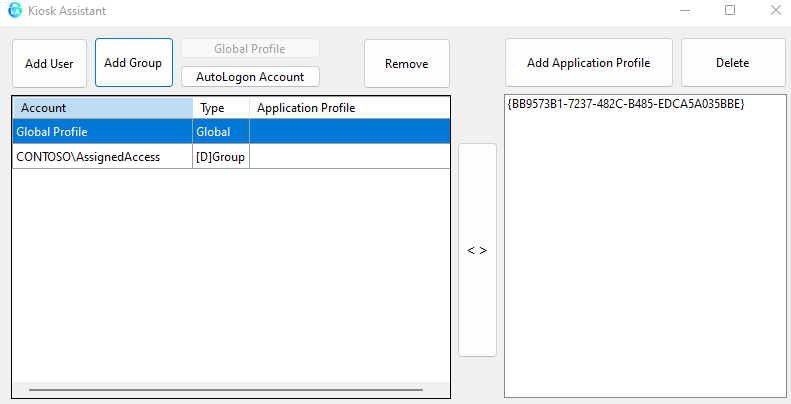 Kiosk Assistant
Add User
Add Group
Global Profile
AutoLogon Account
Remove
Add Application Profile
Delete
Account Type Application Profile
Global Profile Global
CONTOSO\AssignedAccess [D]Group
< >
{BB9573B1-7237-482C-B485-EDCA5A035BBE}